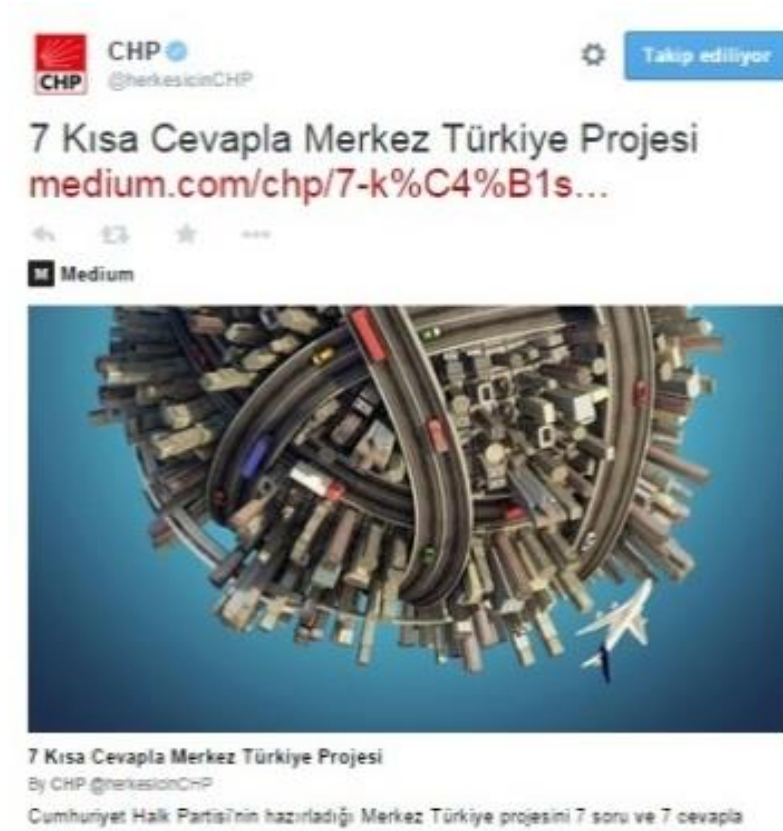 CHP
@herkesicinCHP
Takip ediliyor
CHP
7 Kısa Cevapla Merkez Türkiye Projesi
medium.com/chp/7-k%C4%B1s...
M Medium
7 Kısa Cevapla Merkez Türkiye Projesi
By CHP @herkesicinCHP
Cumhuriyet Halk Partisi'nin hazırladığı Merkez Türkiye projesini 7 soru ve 7 cevapla